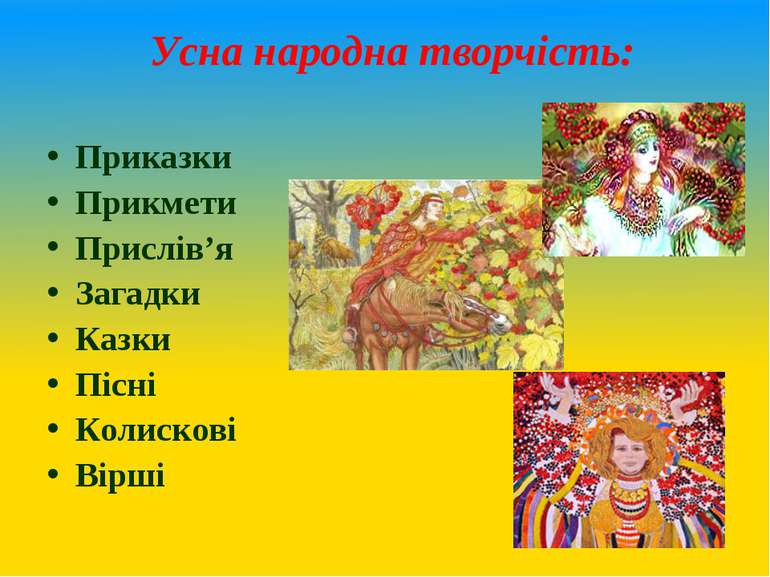 Усна народна творчість:
• Приказки
• Прикмети
• Прислів’я
• Загадки
• Казки
• Пісні
• Колискові
• Вірші